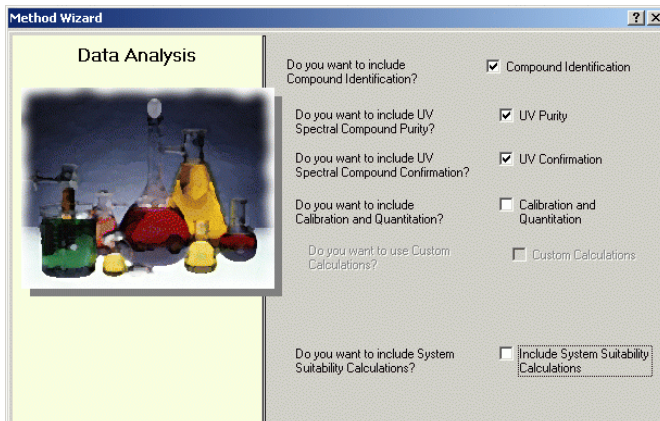 Method Wizard
Data Analysis
Do you want to include
Compound Identification?
Compound Identification
Do you want to include UV
Spectral Compound Purity?
UV Purity
Do you want to include UV
Spectral Compound Confirmation?
UV Confirmation
Do you want to include
Calibration and Quantitation?
Calibration and
Quantitation
Do you want to use Custom
Calculations?
Custom Calculations
Do you want to include System
Suitability Calculations?
Include System Suitability
Calculations